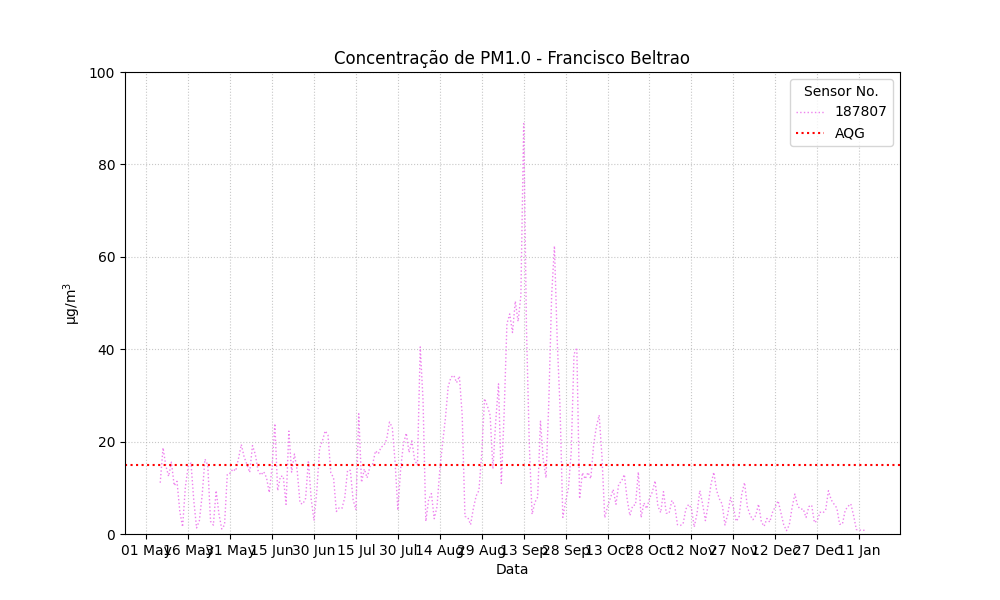 Concentração de PM1.0 - Francisco Beltrao
Sensor No.
187807
AQG
100
80
60
40
20
0
µg/m³
01 May 16 May 31 May 15 Jun 30 Jun 15 Jul 30 Jul 14 Aug 29 Aug 13 Sep 28 Sep 13 Oct 28 Oct 12 Nov 27 Nov 12 Dec 27 Dec 11 Jan
Data